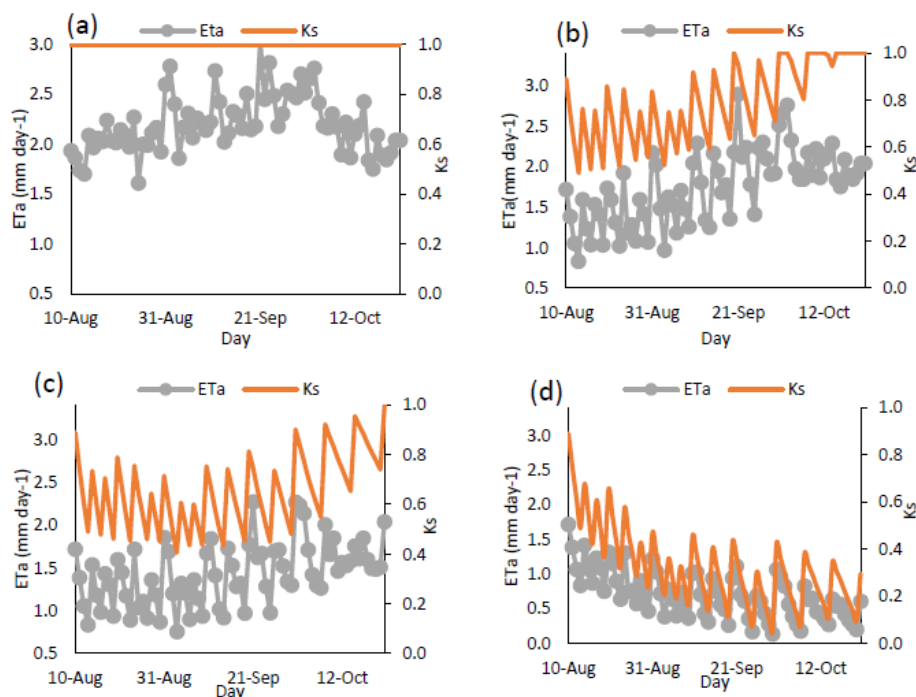 (a)
Eta Ks
3.0
2.5
2.0
1.5
1.0
0.5
ETa (mm day-1)
1.0
0.8
0.6
0.4
0.2
0.0
Ks
10-Aug 31-Aug 21-Sep 12-Oct
Day
(b)
ETa Ks
3.0
2.5
2.0
1.5
1.0
0.5
ETa(mm day-1)
1.0
0.8
0.6
0.4
0.2
0.0
Ks
10-Aug 31-Aug 21-Sep 12-Oct
Day
(c)
ETa Ks
3.0
2.5
2.0
1.5
1.0
0.5
ETa (mm day-1)
1.0
0.8
0.6
0.4
0.2
0.0
Ks
10-Aug 31-Aug 21-Sep 12-Oct
Day
(d)
ETa Ks
3.0
2.5
2.0
1.5
1.0
0.5
0.0
ETa (mm day-1)
1.0
0.8
0.6
0.4
0.2
0.0
Ks
10-Aug 31-Aug 21-Sep 12-Oct
Day